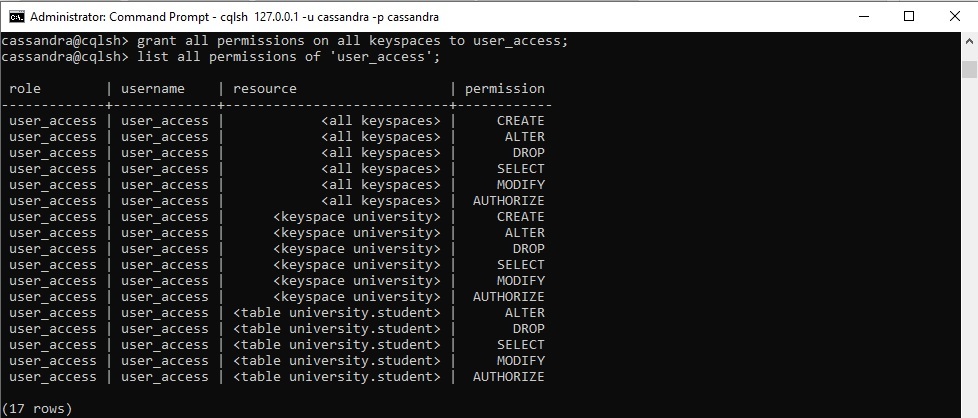 Administrator: Command Prompt - cqlsh  127.0.0.1 -u cassandra -p cassandra
cassandra@cqlsh> grant all permissions on all keyspaces to user_access;
cassandra@cqlsh> list all permissions of 'user_access';
 role        | username    | resource                   | permission
-------------+-------------+----------------------------+------------
 user_access | user_access |            <all keyspaces> |     CREATE
 user_access | user_access |            <all keyspaces> |      ALTER
 user_access | user_access |            <all keyspaces> |       DROP
 user_access | user_access |            <all keyspaces> |     SELECT
 user_access | user_access |            <all keyspaces> |     MODIFY
 user_access | user_access |            <all keyspaces> |  AUTHORIZE
 user_access | user_access |      <keyspace university> |     CREATE
 user_access | user_access |      <keyspace university> |      ALTER
 user_access | user_access |      <keyspace university> |       DROP
 user_access | user_access |      <keyspace university> |     SELECT
 user_access | user_access |      <keyspace university> |     MODIFY
 user_access | user_access |      <keyspace university> |  AUTHORIZE
 user_access | user_access | <table university.student> |      ALTER
 user_access | user_access | <table university.student> |       DROP
 user_access | user_access | <table university.student> |     SELECT
 user_access | user_access | <table university.student> |     MODIFY
 user_access | user_access | <table university.student> |  AUTHORIZE
(17 rows)